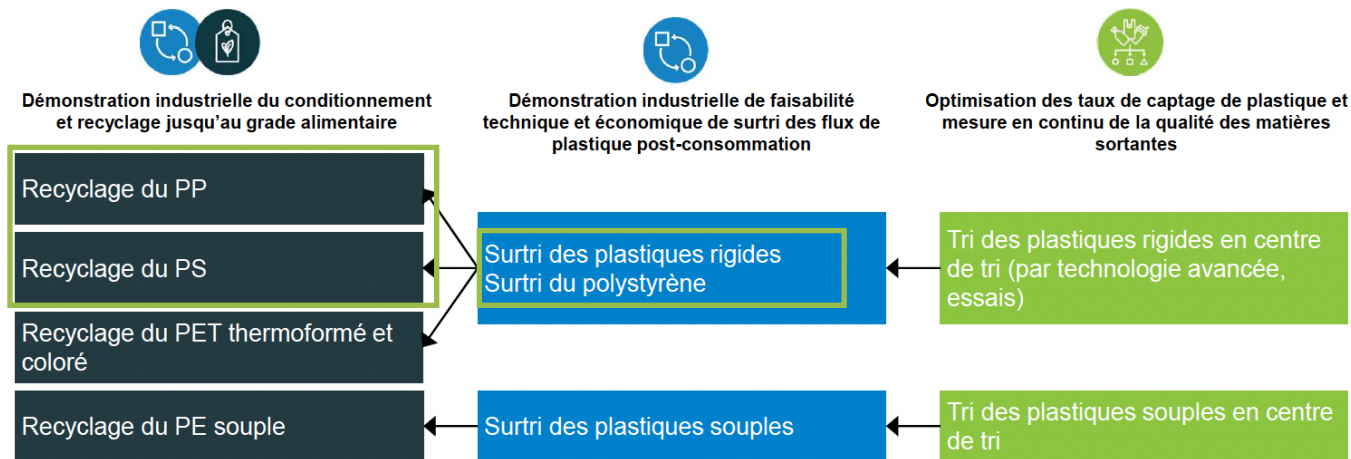 Démonstration industrielle du conditionnement
et recyclage jusqu'au grade alimentaire
Démonstration industrielle de faisabilité
technique et économique de surtri des flux de
plastique post-consommation
Optimisation des taux de captage de plastique et
mesure en continu de la qualité des matières
sortantes
Recyclage du PP
Recyclage du PS
Recyclage du PET thermoformé et
coloré
Recyclage du PE souple
Surtri des plastiques rigides
Surtri du polystyrène
Surtri des plastiques souples
Tri des plastiques rigides en centre
de tri (par technologie avancée,
essais)
Tri des plastiques souples en centre
de tri